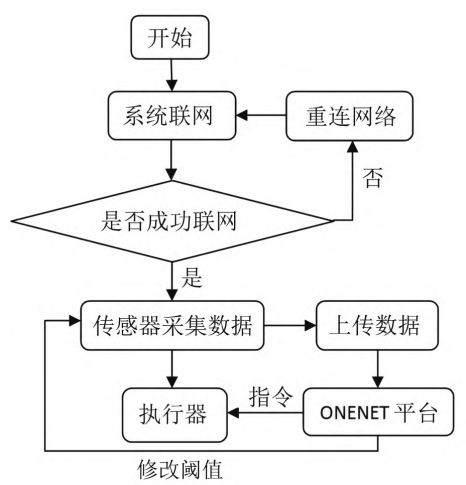 开始
系统联网
重连网络
是否成功联网
否
是
传感器采集数据
上传数据
执行器
指令
ONENET 平台
修改阈值